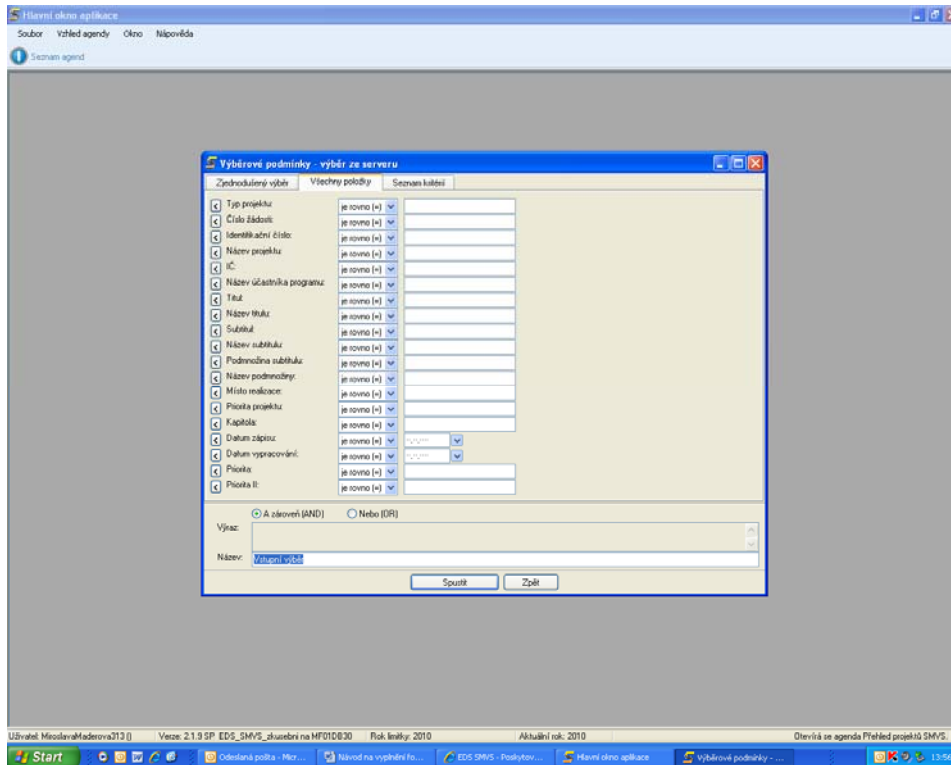 Hlavní okno aplikace
Soubor Vzhled agendy Okno Nápověda
Seznam agend
Výběrové podmínky - výběr ze serveru
Zjednodušený výběr Všechny položky Seznam kritérií
Typ projektu: je rovno (=)
Číslo žádosti: je rovno (=)
Identifikační číslo: je rovno (=)
Název projektu: je rovno (=)
IČ: je rovno (=)
Název účastníka programu: je rovno (=)
Titul: je rovno (=)
Název titulu: je rovno (=)
Subtitul: je rovno (=)
Název subtitulu: je rovno (=)
Podmnožina subtitulu: je rovno (=)
Název podmnožiny: je rovno (=)
Místo realizace: je rovno (=)
Priorita projektu: je rovno (=)
Kapitola: je rovno (=)
Datum zápisu: je rovno (=)
Datum vypracování: je rovno (=)
Priorita: je rovno (=)
Priorita II: je rovno (=)
A zároveň (AND) Nebo (OR)
Výraz:
Název: Vstupní výběr
Spustit Zpět
Uživatel: MiroslavaMaderova313 () Verze: 2.1.9 SP EDS_SMVS_zkusebni na MF01DB30 Rok limitky: 2010 Aktuální rok: 2010 Otevírá se agenda Přehled projektů SMVS.
Start Odeslaná pošta - Micr... Návod na vyplnění fo... EDS SMVS - Poskytov... Hlavní okno aplikace Výběrové podmínky - ... 13:56